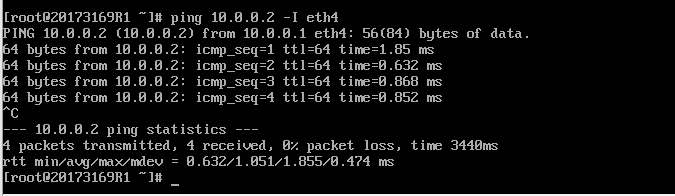 [root@20173169R1 ~]# ping 10.0.0.2 -I eth4
PING 10.0.0.2 (10.0.0.2) from 10.0.0.1 eth4: 56(84) bytes of data.
64 bytes from 10.0.0.2: icmp_seq=1 ttl=64 time=1.85 ms
64 bytes from 10.0.0.2: icmp_seq=2 ttl=64 time=0.632 ms
64 bytes from 10.0.0.2: icmp_seq=3 ttl=64 time=0.868 ms
64 bytes from 10.0.0.2: icmp_seq=4 ttl=64 time=0.852 ms
^C
--- 10.0.0.2 ping statistics ---
4 packets transmitted, 4 received, 0% packet loss, time 3440ms
rtt min/avg/max/mdev = 0.632/1.051/1.855/0.474 ms
[root@20173169R1 ~]# _